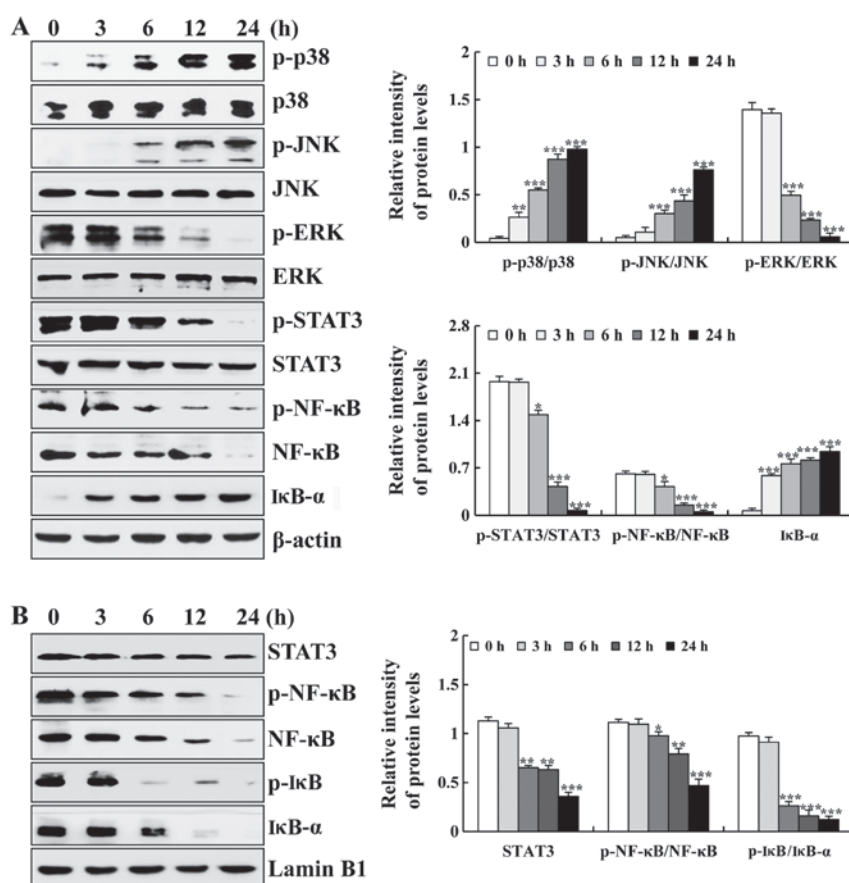 A
0 3 6 12 24 (h)
p-p38
p38
p-JNK
JNK
p-ERK
ERK
p-STAT3
STAT3
p-NF-κB
NF-κB
IκB-α
β-actin
Relative intensity
of protein levels
2
1.5
1
0.5
0
0 h 3 h 6 h 12 h 24 h
** *** *** ***
*** *** ***
*** *** ***
p-p38/p38 p-JNK/JNK p-ERK/ERK
Relative intensity
of protein levels
2.8
2.1
1.4
0.7
0
0 h 3 h 6 h 12 h 24 h
* *** ***
* *** ***
*** *** *** ***
p-STAT3/STAT3 p-NF-κB/NF-κB IκB-α
B
0 3 6 12 24 (h)
STAT3
p-NF-κB
NF-κB
p-IκB
IκB-α
Lamin B1
Relative intensity
of protein levels
2
1.5
1
0.5
0
0 h 3 h 6 h 12 h 24 h
** ** ***
* ** ***
*** *** ***
STAT3 p-NF-κB/NF-κB p-IκB/IκB-α